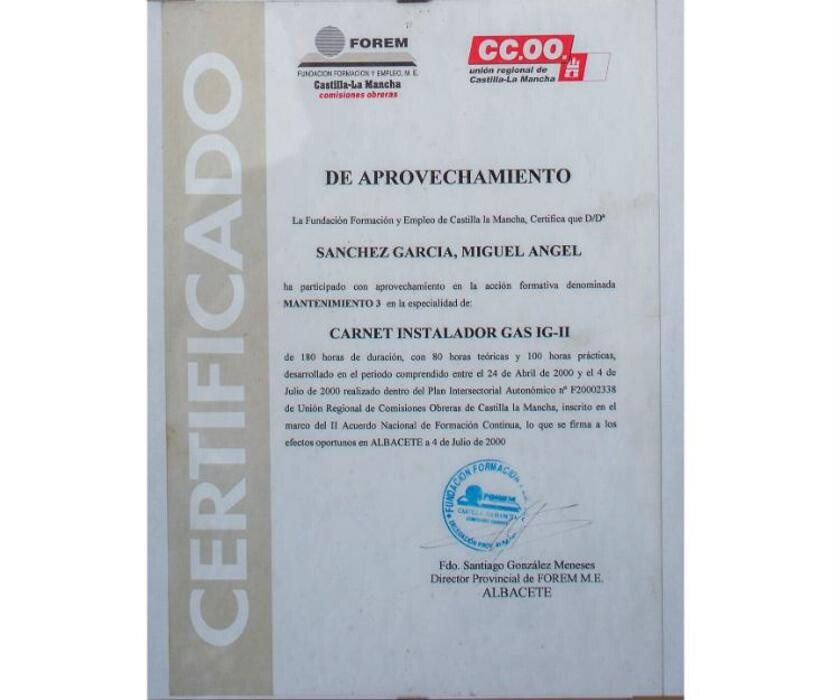 CERTIFICADO
FOREM
FUNDACION FORMACION Y EMPLEO, M. E.
Castilla-La Mancha
comisiones obreras
CC.OO.
unión regional de
Castilla-La Mancha
DE APROVECHAMIENTO
La Fundación Formación y Empleo de Castilla la Mancha, Certifica que D/Dª
SANCHEZ GARCIA, MIGUEL ANGEL
ha participado con aprovechamiento en la acción formativa denominada
MANTENIMIENTO 3 en la especialidad de:
CARNET INSTALADOR GAS IG-II
de 180 horas de duración, con 80 horas teóricas y 100 horas prácticas,
desarrollado en el periodo comprendido entre el 24 de Abril de 2000 y el 4 de
Julio de 2000 realizado dentro del Plan Intersectorial Autonómico nº F20002338
de Unión Regional de Comisiones Obreras de Castilla la Mancha, inscrito en el
marco del II Acuerdo Nacional de Formación Continua, lo que se firma a los
efectos oportunos en ALBACETE a 4 de Julio de 2000
FUNDACIÓN FORMACIÓN
FOREM
Fdo. Santiago González Meneses
Director Provincial de FOREM M.E.
ALBACETE